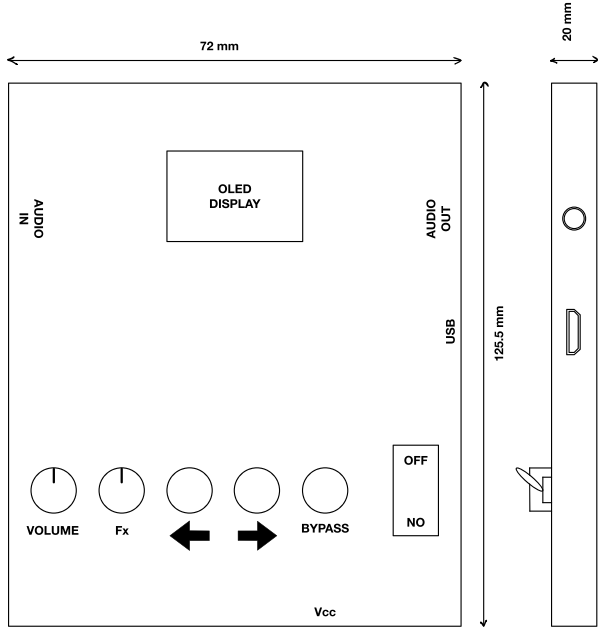 72 mm
20 mm
OLED
DISPLAY
AUDIO
IN
AUDIO
OUT
USB
125.5 mm
OFF
NO
VOLUME
Fx
BYPASS
Vcc